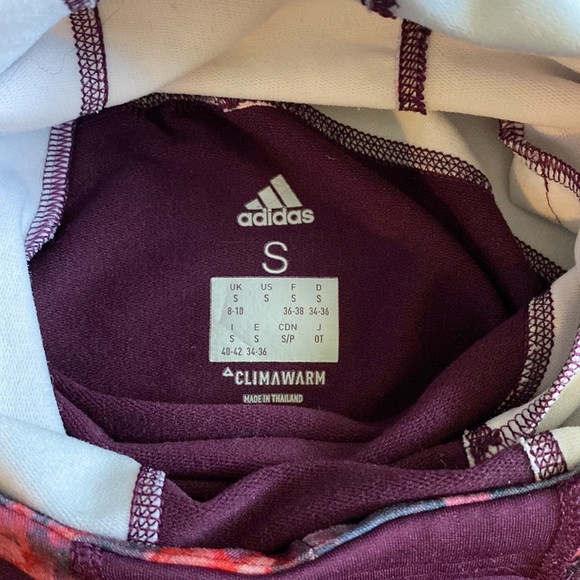 adidas
S
UK US F D
S S S S
8-10 36-38 34-36
I E CDN J
S S S/P OT
40-42 34-36
CLIMAWARM
MADE IN THAILAND